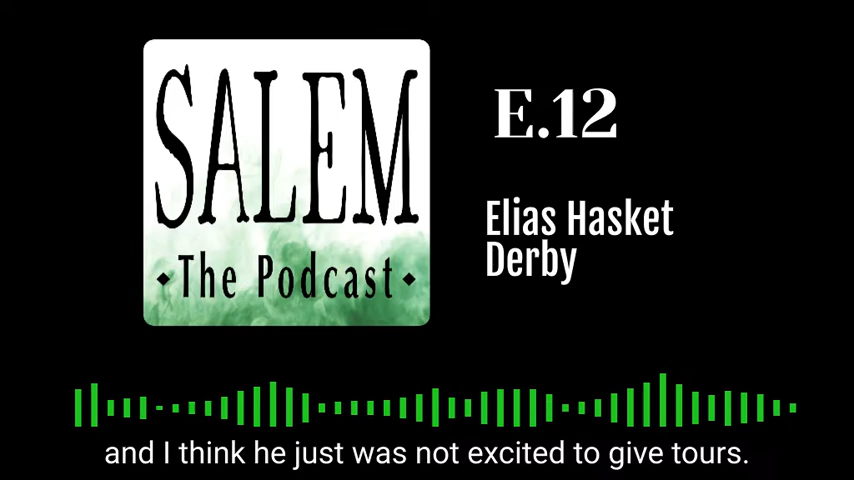 SALEM
The Podcast
E.12
Elias Hasket
Derby
and I think he just was not excited to give tours.